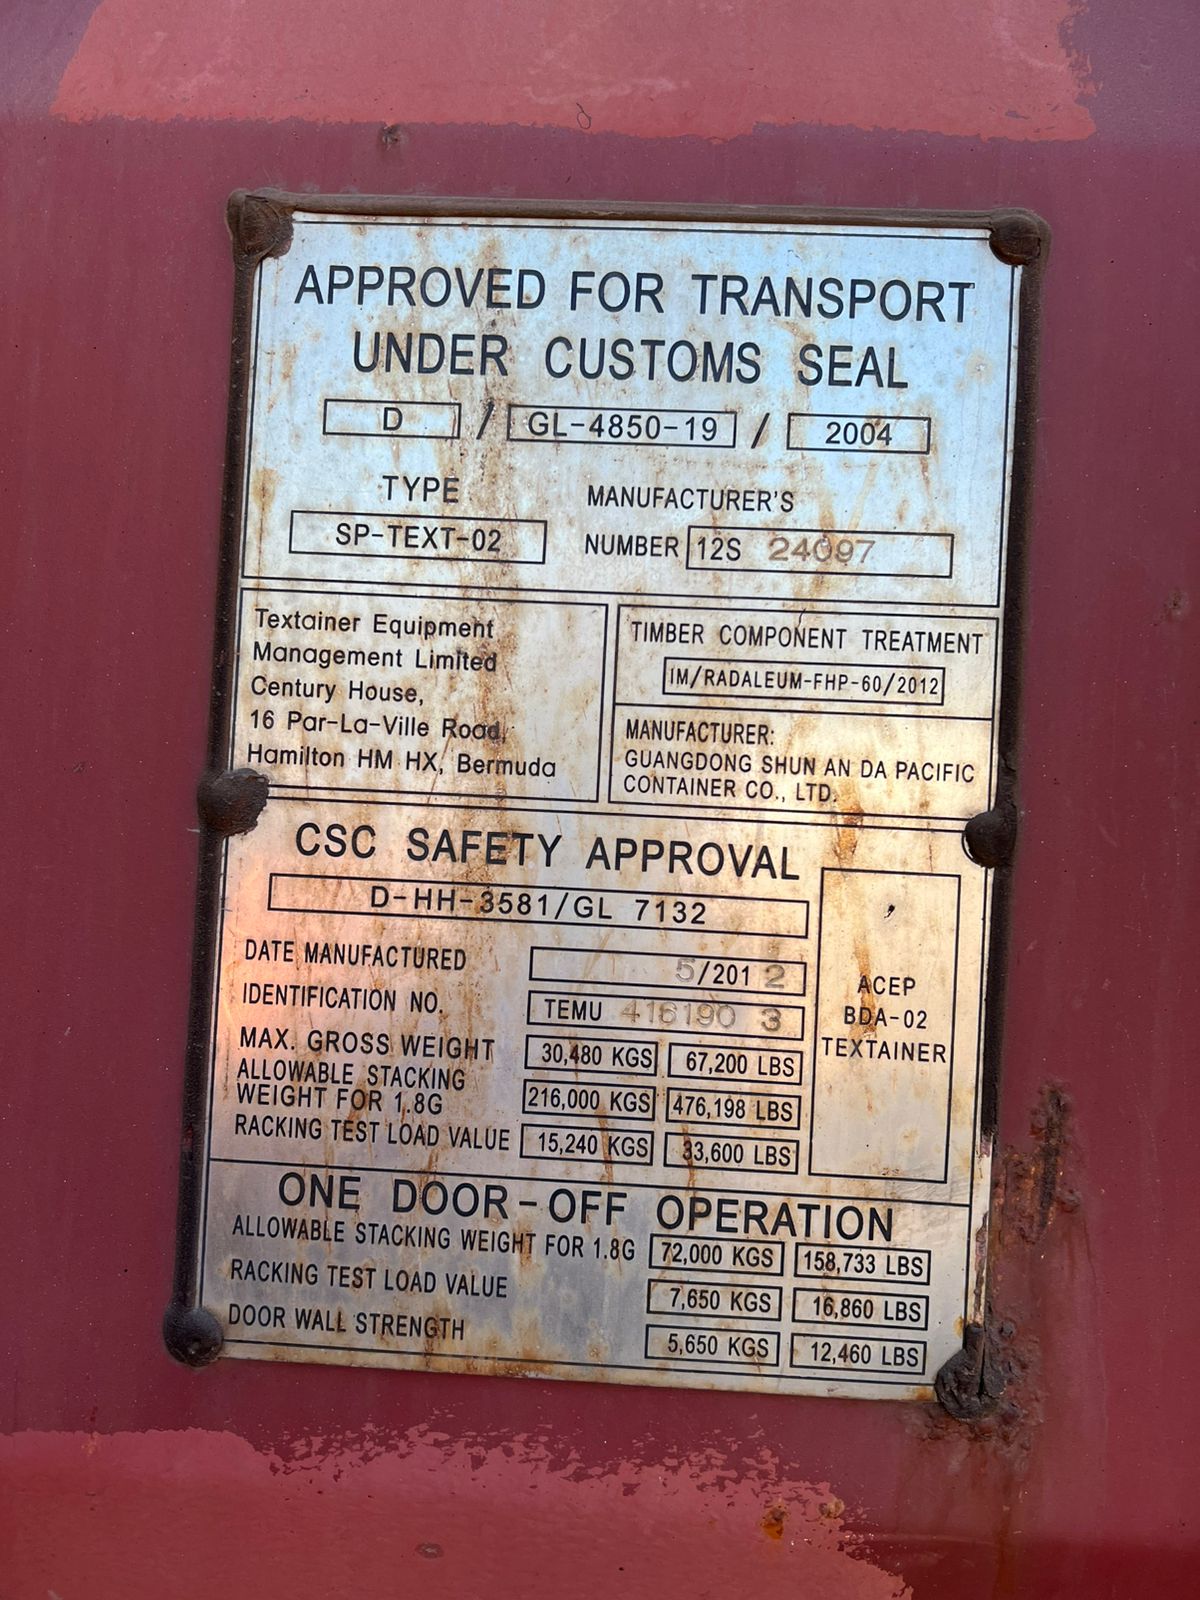 APPROVED FOR TRANSPORT
UNDER CUSTOMS SEAL
D / GL-4850-19 / 2004
TYPE
SP-TEXT-02
MANUFACTURER'S
NUMBER 12S 24097
Textainer Equipment
Management Limited
Century House,
16 Par-La-Ville Road,
Hamilton HM HX, Bermuda
TIMBER COMPONENT TREATMENT
IM/RADALEUM-FHP-60/2012
MANUFACTURER:
GUANGDONG SHUN AN DA PACIFIC
CONTAINER CO., LTD.
CSC SAFETY APPROVAL
D-HH-3581/GL 7132
DATE MANUFACTURED 5/2012
IDENTIFICATION NO. TEMU 416190 3
MAX. GROSS WEIGHT 30,480 KGS 67,200 LBS
ALLOWABLE STACKING
WEIGHT FOR 1.8G 216,000 KGS 476,198 LBS
RACKING TEST LOAD VALUE 15,240 KGS 33,600 LBS
ACEP
BDA-02
TEXTAINER
ONE DOOR-OFF OPERATION
ALLOWABLE STACKING WEIGHT FOR 1.8G 72,000 KGS 158,733 LBS
RACKING TEST LOAD VALUE 7,650 KGS 16,860 LBS
DOOR WALL STRENGTH 5,650 KGS 12,460 LBS